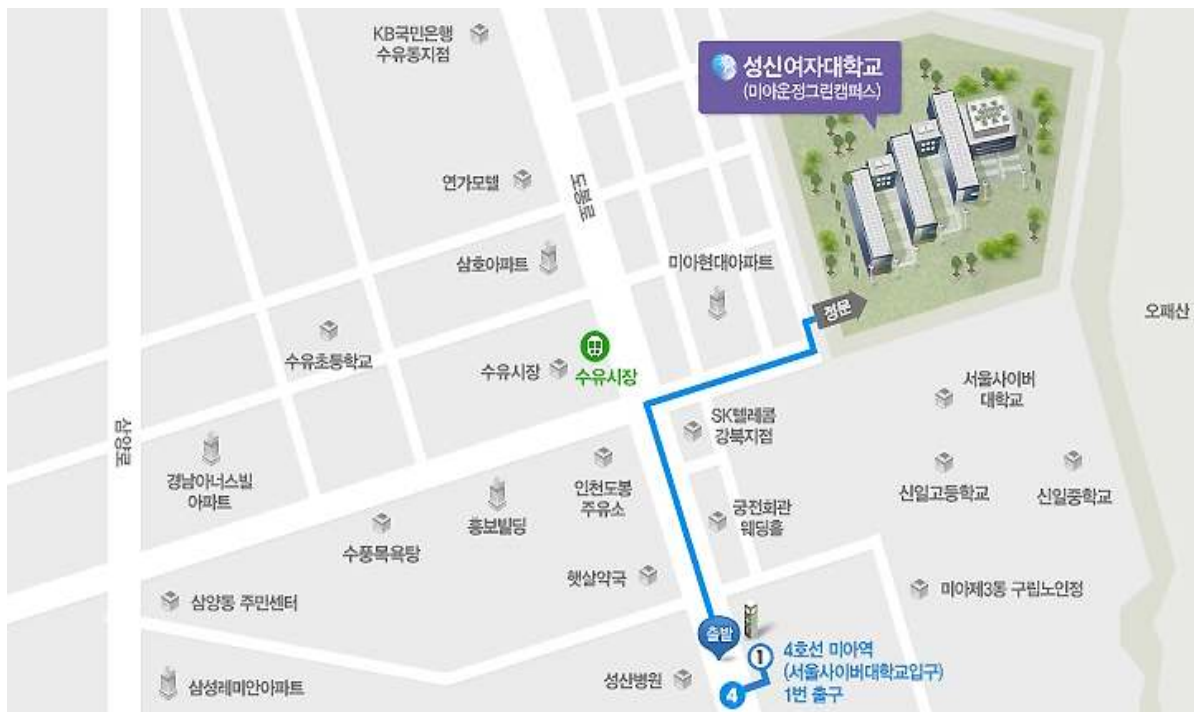 KB국민은행
수유동지점
성신여자대학교
(미아운정그린캠퍼스)
연가모텔
도봉로
삼호아파트
미아현대아파트
정문
오패산
수유초등학교
수유시장
수유시장
서울사이버
대학교
SK텔레콤
강북지점
삼양로
경남아너스빌
아파트
인천도봉
주유소
신일고등학교
신일중학교
홍보빌딩
궁전회관
웨딩홀
수풍목욕탕
햇살약국
미아제3동 구립노인정
삼양동 주민센터
출발
1
4호선 미아역
(서울사이버대학교입구)
1번 출구
성산병원
4
삼성래미안아파트